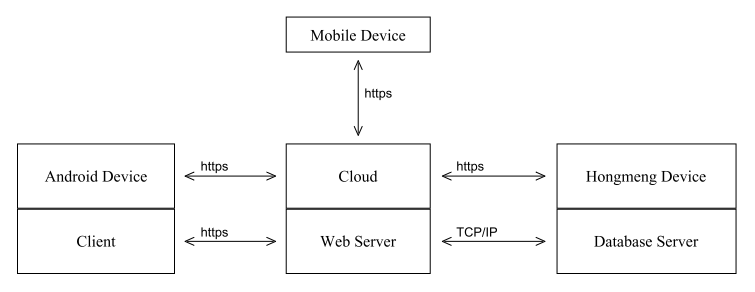 Mobile Device
https
Android Device
https
Cloud
https
Hongmeng Device
Client
https
Web Server
TCP/IP
Database Server